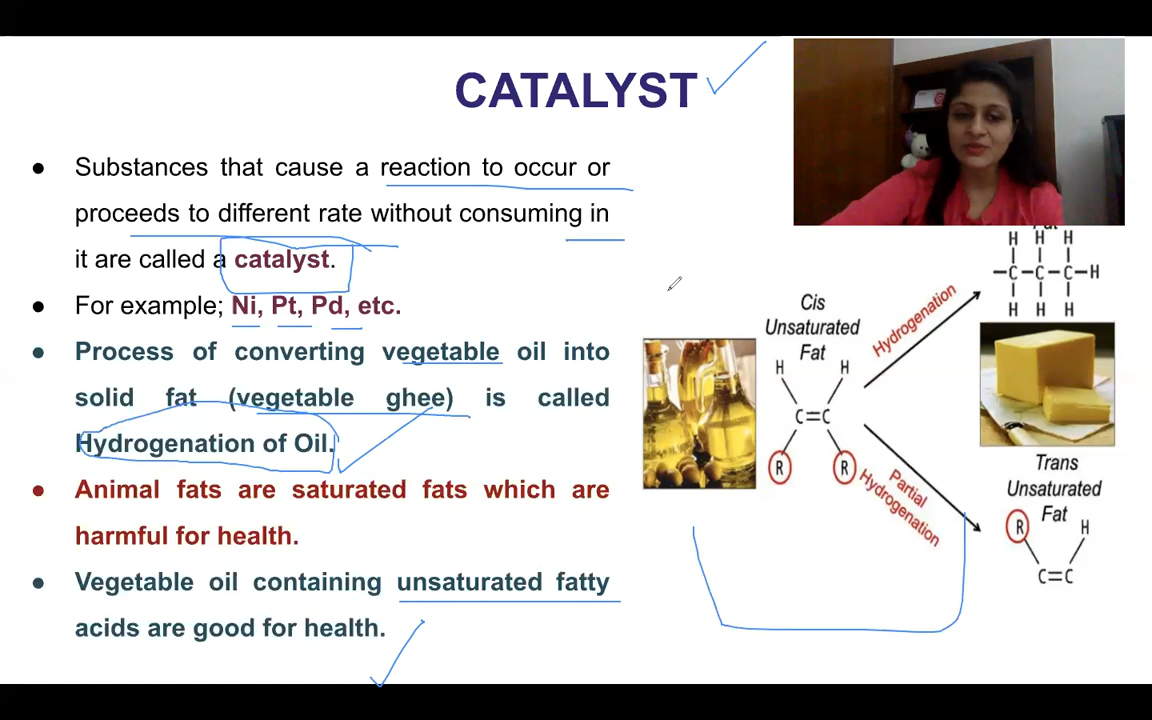 CATALYST
● Substances that cause a reaction to occur or
proceeds to different rate without consuming in
it are called a catalyst.
● For example; Ni, Pt, Pd, etc.
● Process of converting vegetable oil into
solid fat (vegetable ghee) is called
Hydrogenation of Oil.
● Animal fats are saturated fats which are
harmful for health.
● Vegetable oil containing unsaturated fatty
acids are good for health.
Cis
Unsaturated
Fat
H H
C=C
R R
Hydrogenation
Partial
Hydrogenation
H H H
–C–C–C–H
H H H
Trans
Unsaturated
Fat
R H
C=C